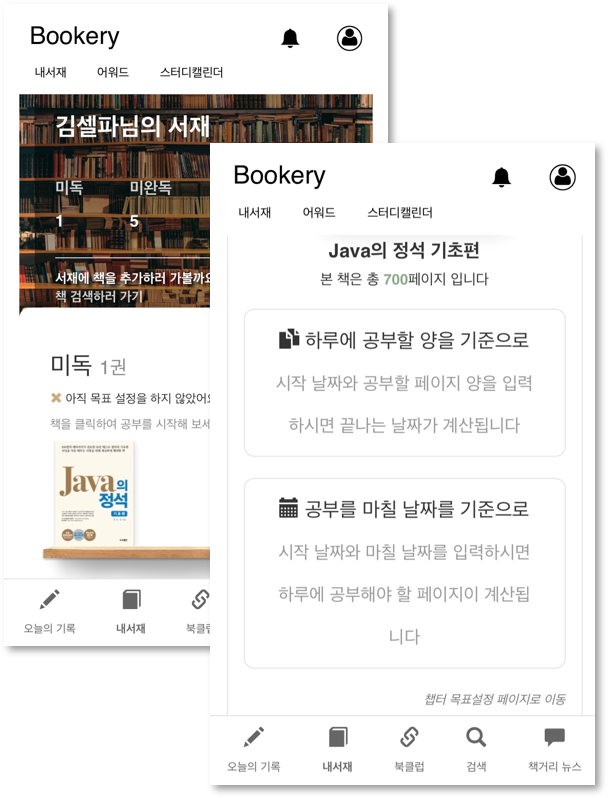 Bookery
내서재 어워드 스터디캘린더
김셀파님의 서재
미독 미완독
1 5
서재에 책을 추가하러 가볼까요
책 검색하러 가기
미독 1권
아직 목표 설정을 하지 않았어요
책을 클릭하여 공부를 시작해 보세
Java의
정석
기초편
오늘의 기록 내서재 북클럽
Bookery
내서재 어워드 스터디캘린더
Java의 정석 기초편
본 책은 총 700페이지 입니다
하루에 공부할 양을 기준으로
시작 날짜와 공부할 페이지 양을 입력
하시면 끝나는 날짜가 계산됩니다
공부를 마칠 날짜를 기준으로
시작 날짜와 마칠 날짜를 입력하시면
하루에 공부해야 할 페이지이 계산됩
니다
챕터 목표설정 페이지로 이동
오늘의 기록 내서재 북클럽 검색 책거리 뉴스